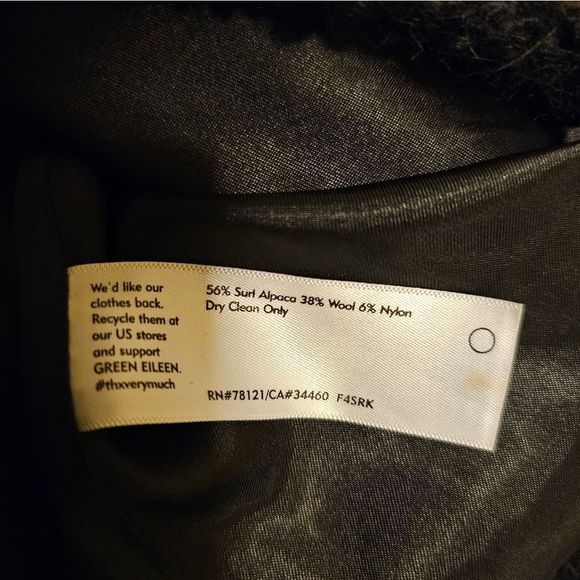 We'd like our
clothes back.
Recycle them at
our US stores
and support
GREEN EILEEN.
#thxverymuch
56% Suri Alpaca 38% Wool 6% Nylon
Dry Clean Only
RN#78121/CA#34460 F4SRK